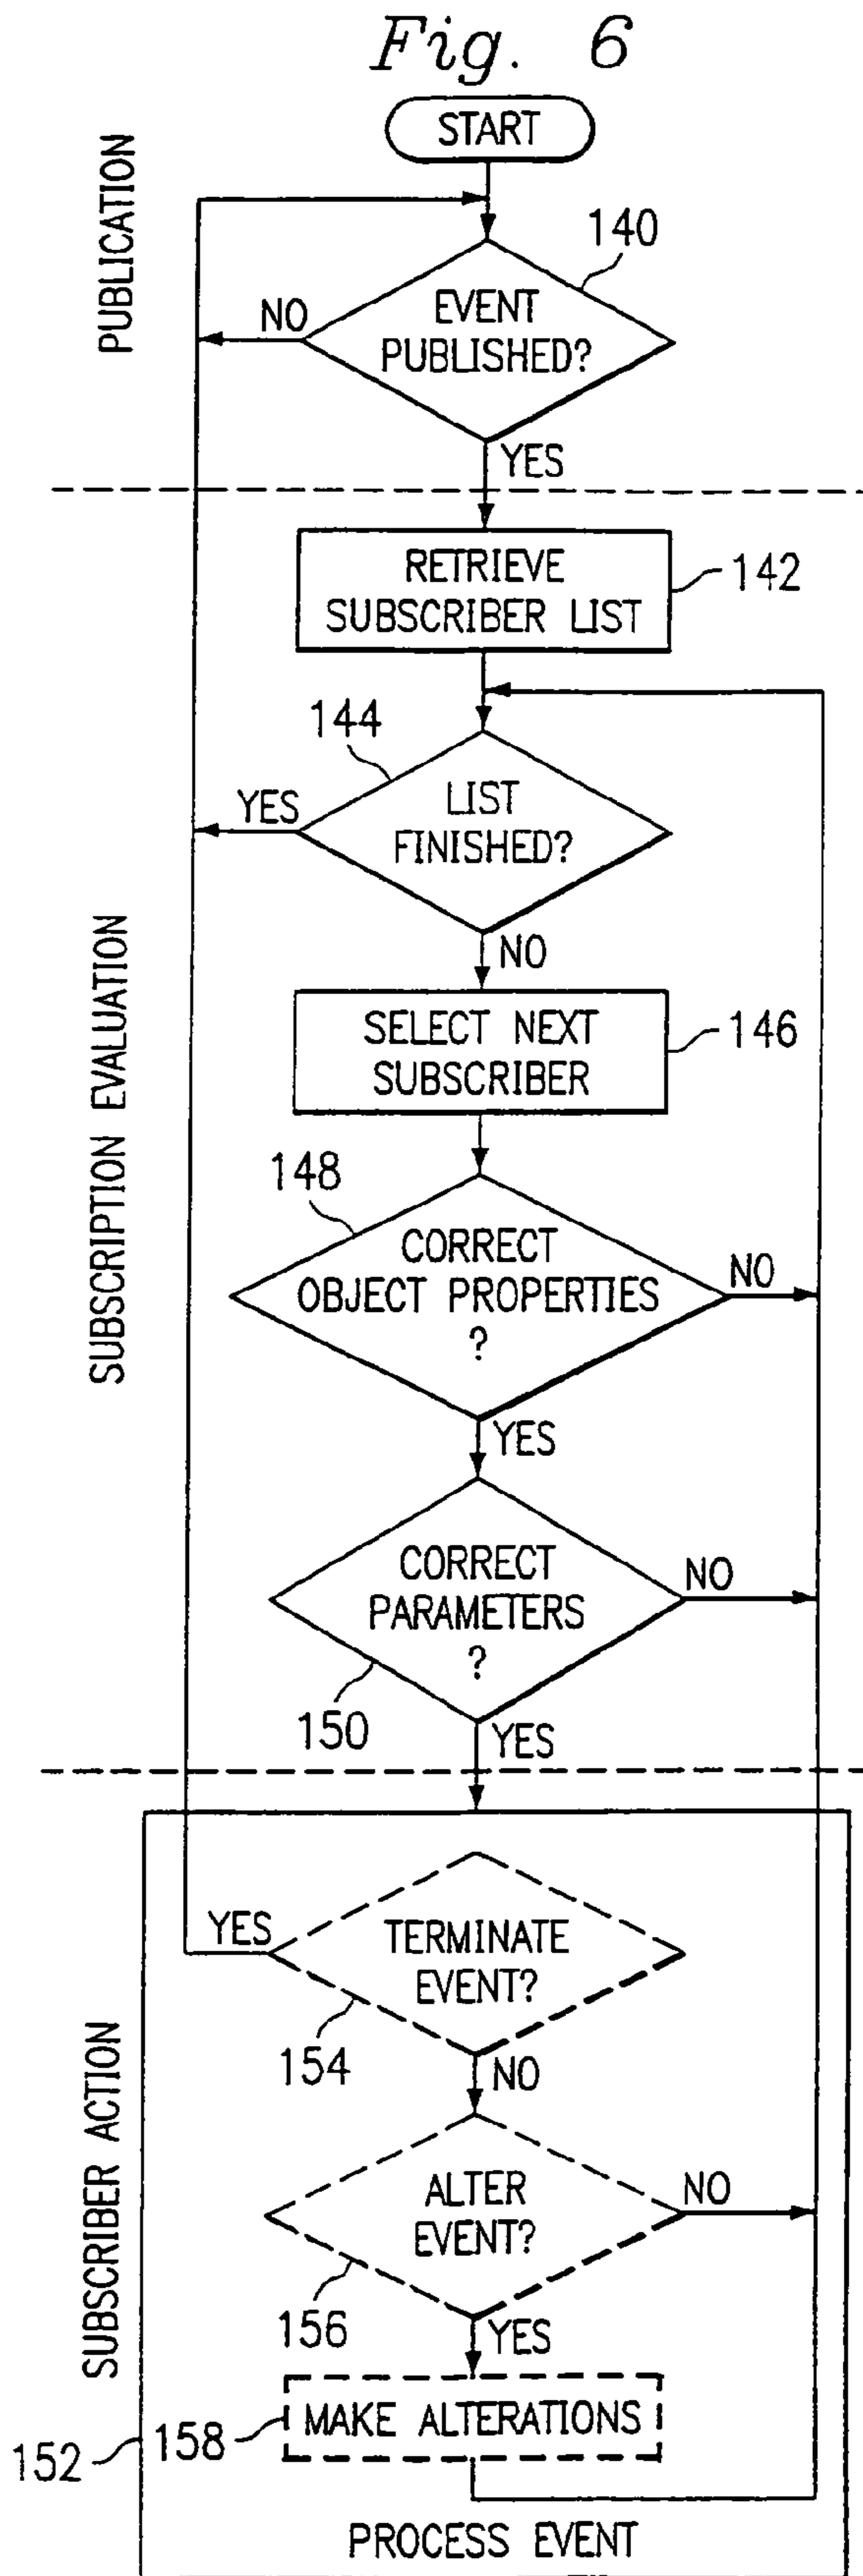 Fig. 6
START
PUBLICATION
140
EVENT
PUBLISHED?
NO
YES
RETRIEVE
SUBSCRIBER LIST
142
144
LIST
FINISHED?
YES
NO
SUBSCRIPTION EVALUATION
SELECT NEXT
SUBSCRIBER
146
148
CORRECT
OBJECT PROPERTIES
?
NO
YES
CORRECT
PARAMETERS
?
NO
150
YES
SUBSCRIBER ACTION
TERMINATE
EVENT?
YES
154
NO
ALTER
EVENT?
NO
156
YES
MAKE ALTERATIONS
158
152
PROCESS EVENT